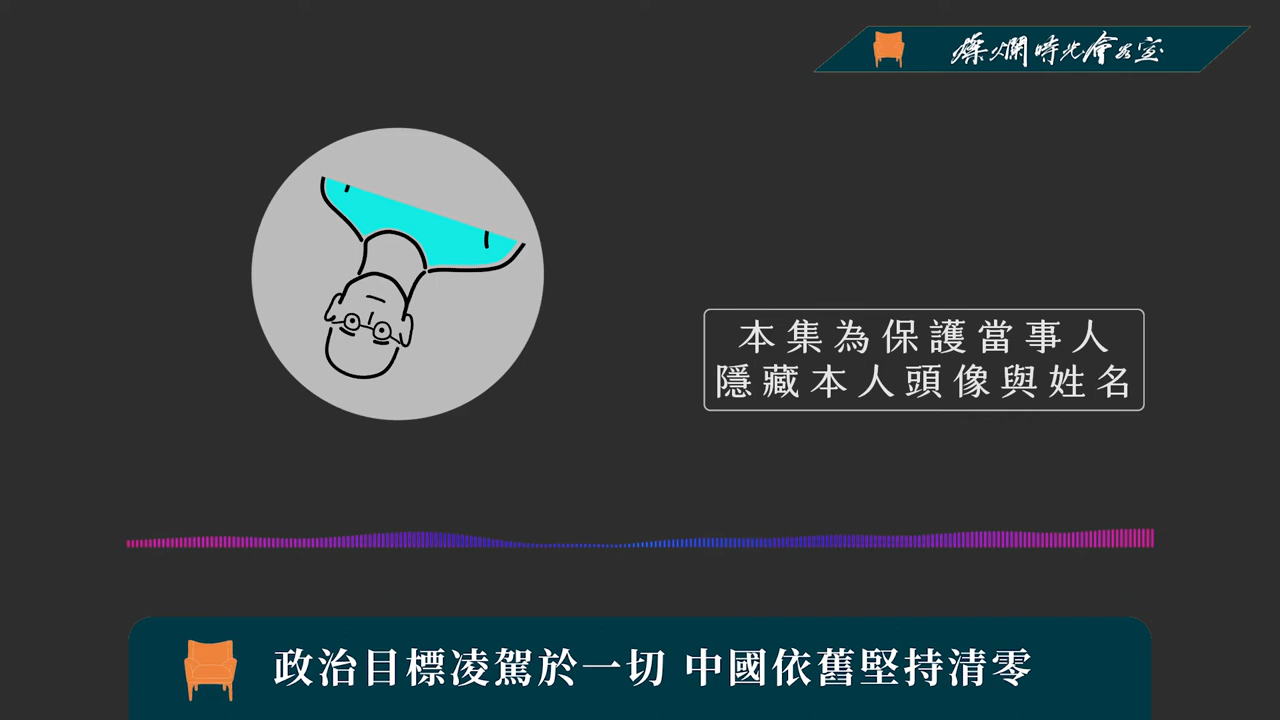 燦爛時光會客室
本集為保護當事人
隱藏本人頭像與姓名
政治目標凌駕於一切 中國依舊堅持清零